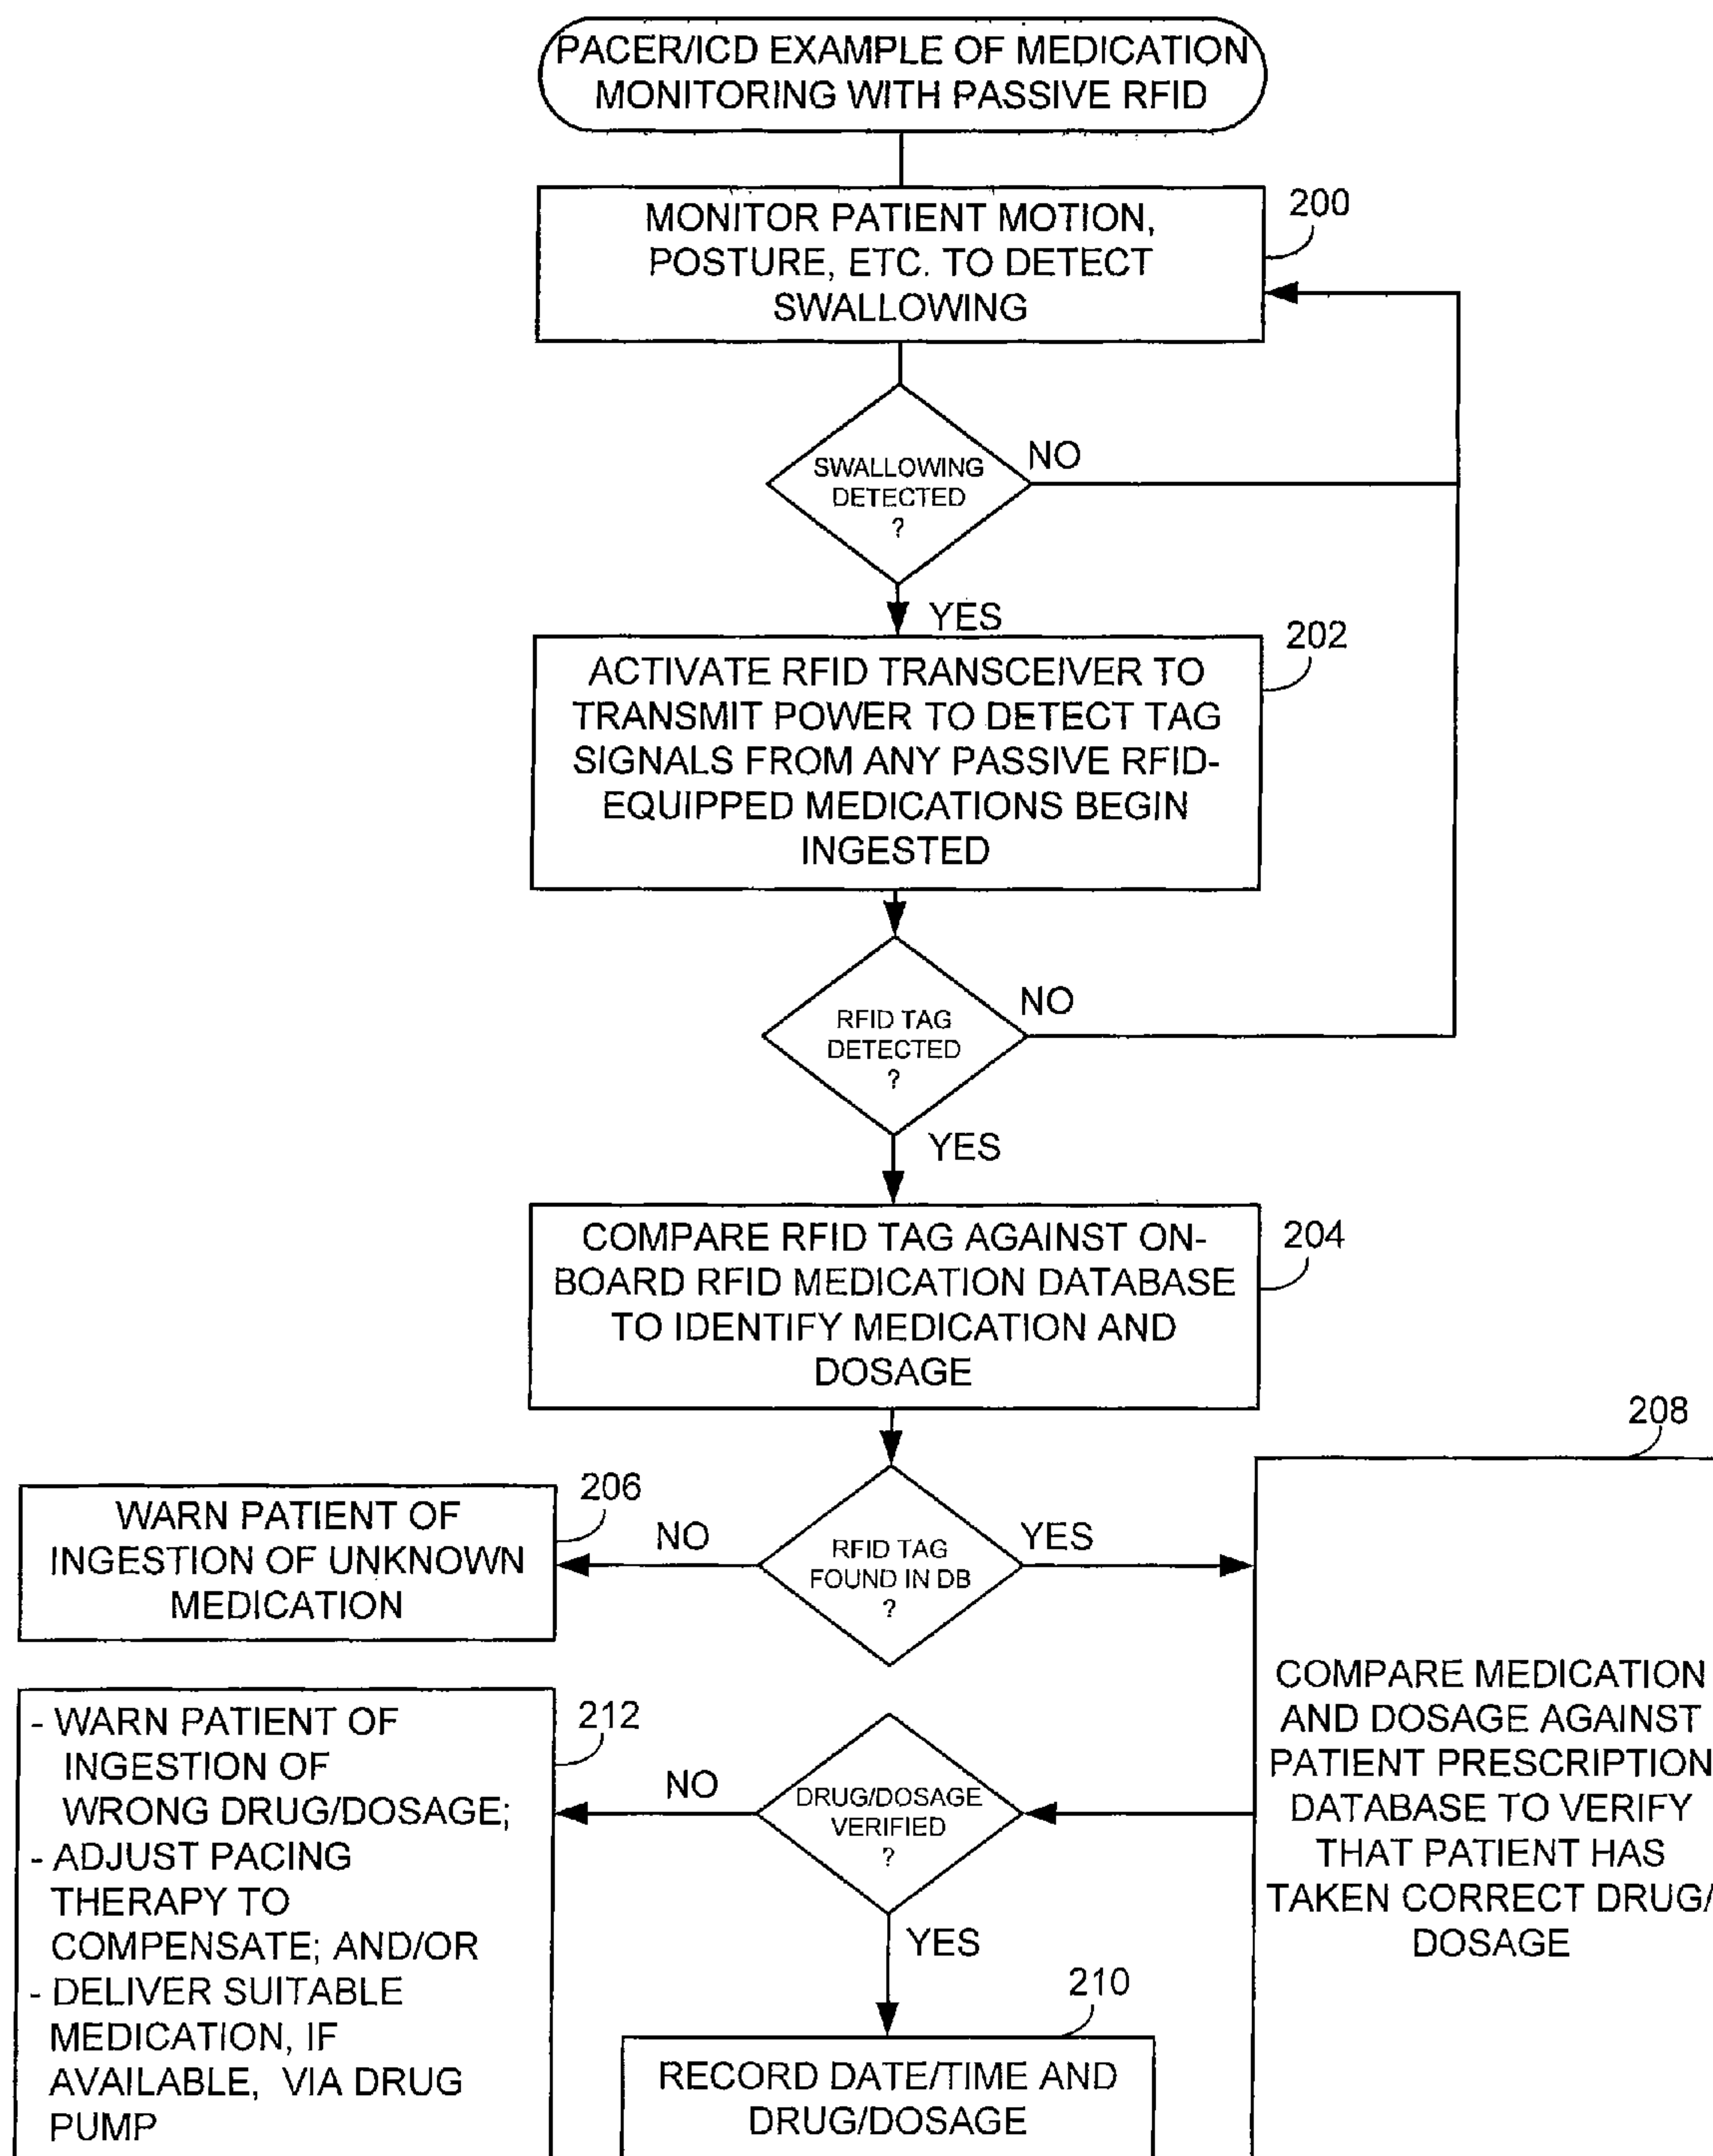 PACER/ICD EXAMPLE OF MEDICATION
MONITORING WITH PASSIVE RFID
200
MONITOR PATIENT MOTION,
POSTURE, ETC. TO DETECT
SWALLOWING
SWALLOWING
DETECTED
?
NO
YES
202
ACTIVATE RFID TRANSCEIVER TO
TRANSMIT POWER TO DETECT TAG
SIGNALS FROM ANY PASSIVE RFID-
EQUIPPED MEDICATIONS BEGIN
INGESTED
RFID TAG
DETECTED
?
NO
YES
204
COMPARE RFID TAG AGAINST ON-
BOARD RFID MEDICATION DATABASE
TO IDENTIFY MEDICATION AND
DOSAGE
RFID TAG
FOUND IN DB
?
NO
YES
206
WARN PATIENT OF
INGESTION OF UNKNOWN
MEDICATION
208
COMPARE MEDICATION
AND DOSAGE AGAINST
PATIENT PRESCRIPTION
DATABASE TO VERIFY
THAT PATIENT HAS
TAKEN CORRECT DRUG/
DOSAGE
DRUG/DOSAGE
VERIFIED
?
NO
YES
212
- WARN PATIENT OF
INGESTION OF
WRONG DRUG/DOSAGE;
- ADJUST PACING
THERAPY TO
COMPENSATE; AND/OR
- DELIVER SUITABLE
MEDICATION, IF
AVAILABLE, VIA DRUG
PUMP
210
RECORD DATE/TIME AND
DRUG/DOSAGE